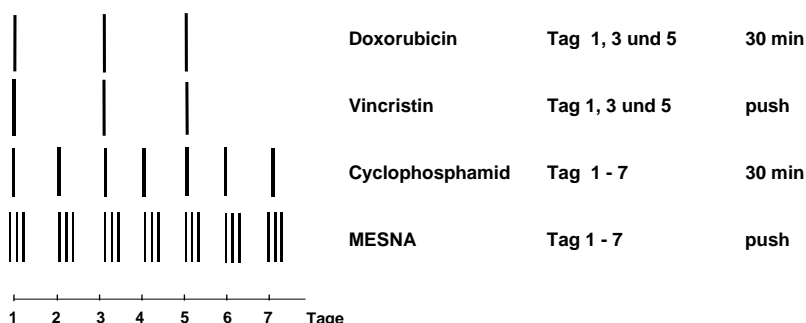 Doxorubicin Tag 1, 3 und 5 30 min
Vincristin Tag 1, 3 und 5 push
Cyclophosphamid Tag 1 - 7 30 min
MESNA Tag 1 - 7 push
1 2 3 4 5 6 7 Tage